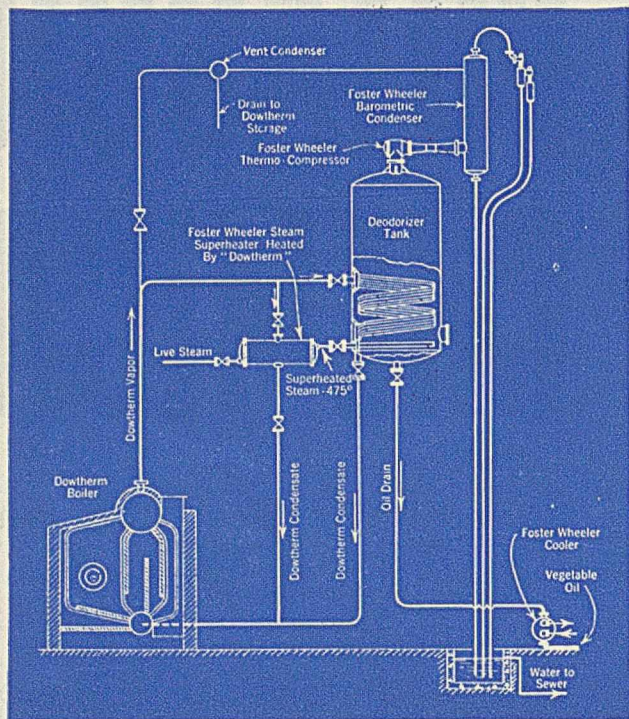 Vent Condenser
Drain to
Dowtherm
Storage
Foster Wheeler
Barometric
Condenser
Foster Wheeler
Thermo-Compressor
Deodorizer
Tank
Foster Wheeler Steam
Superheater Heated
By "Dowtherm"
Live Steam
Superheated
Steam-475°
Dowtherm Vapor
Dowtherm
Boiler
Dowtherm Condensate
Dowtherm Condensate
Oil Drain
Foster Wheeler
Cooler
Vegetable
Oil
Water to
Sewer